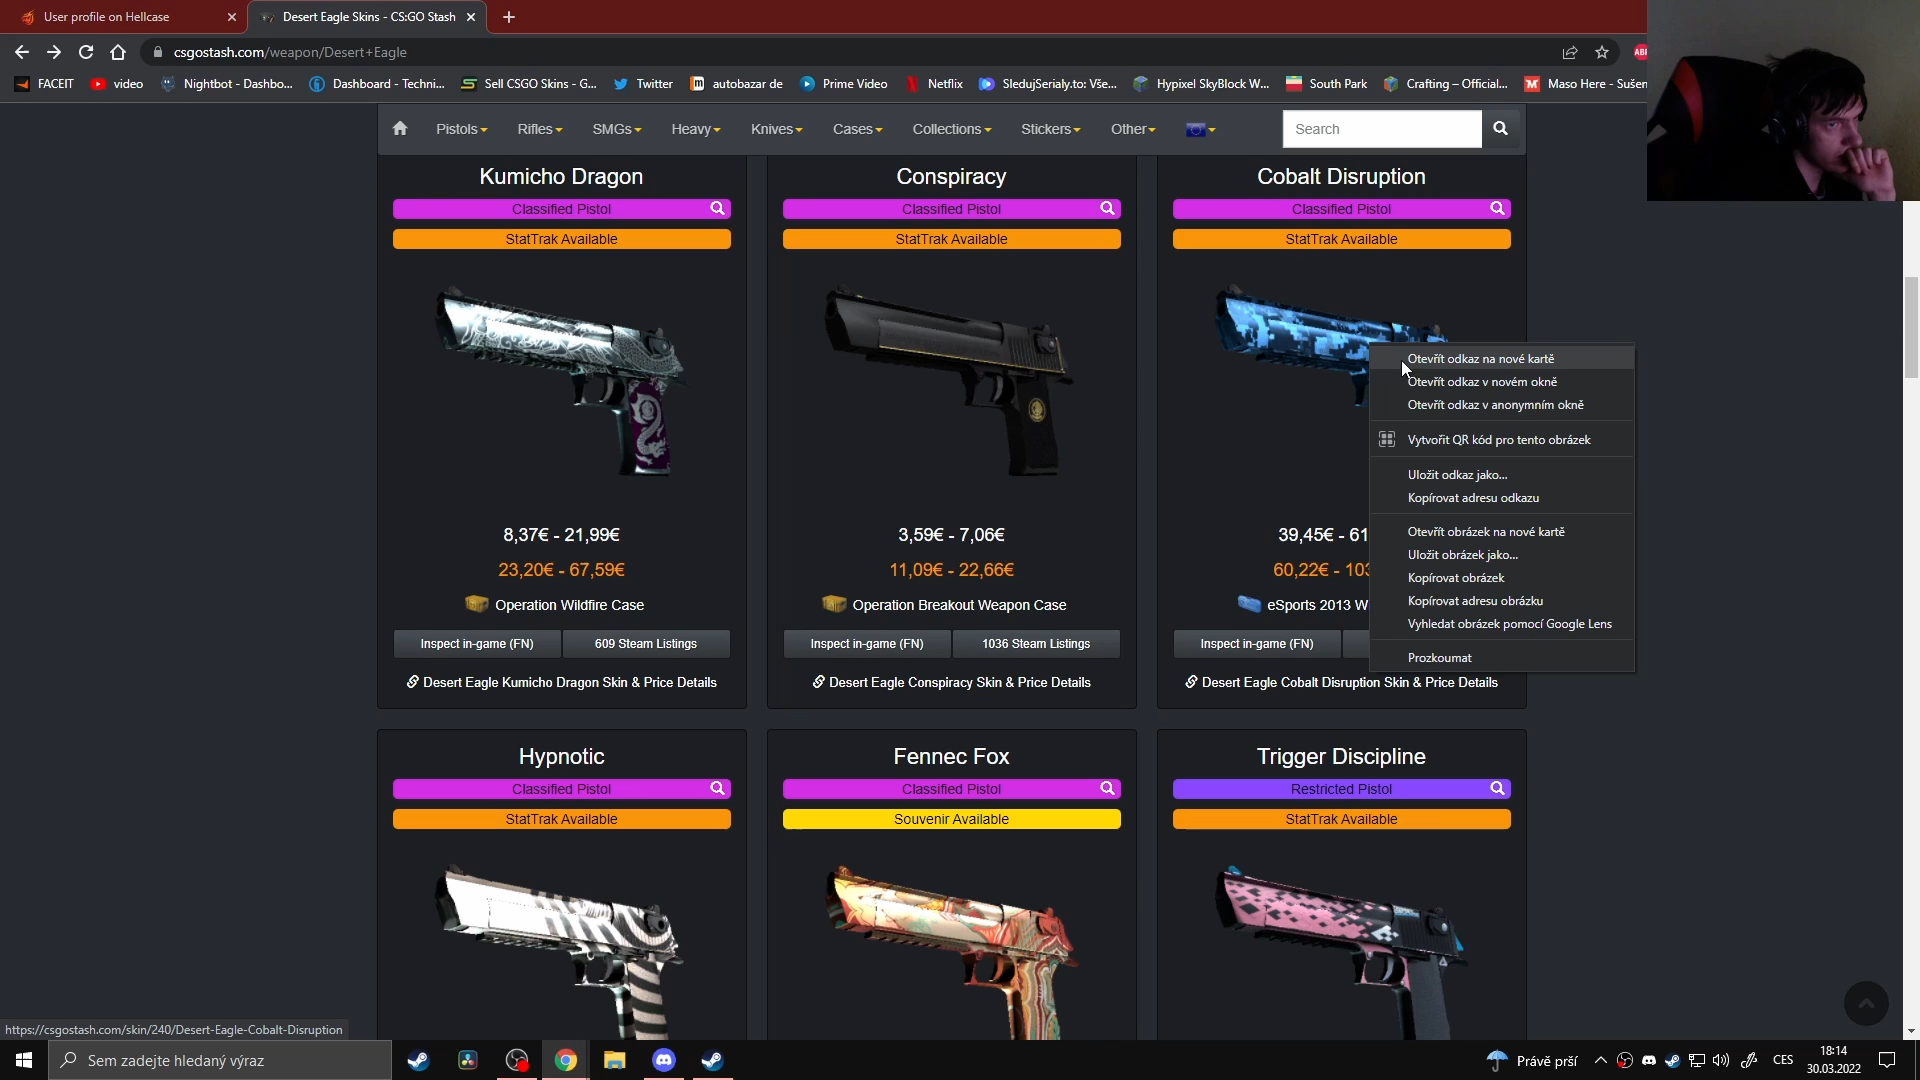 User profile on Hellcase
Desert Eagle Skins - CS:GO Stash
csgostash.com/weapon/Desert+Eagle
ABP
FACEIT
video
Nightbot - Dashbo...
Dashboard - Techni...
Sell CSGO Skins - G...
Twitter
autobazar de
Prime Video
Netflix
SledujSerialy.to: Vše...
Hypixel SkyBlock W...
South Park
Crafting – Official...
Maso Here - Sušen
Pistols
Rifles
SMGs
Heavy
Knives
Cases
Collections
Stickers
Other
Search
Kumicho Dragon
Classified Pistol
StatTrak Available
8,37€ - 21,99€
23,20€ - 67,59€
Operation Wildfire Case
Inspect in-game (FN)
609 Steam Listings
Desert Eagle Kumicho Dragon Skin & Price Details
Conspiracy
Classified Pistol
StatTrak Available
3,59€ - 7,06€
11,09€ - 22,66€
Operation Breakout Weapon Case
Inspect in-game (FN)
1036 Steam Listings
Desert Eagle Conspiracy Skin & Price Details
Cobalt Disruption
Classified Pistol
StatTrak Available
39,45€ - 61
60,22€ - 103
eSports 2013 W
Inspect in-game (FN)
Desert Eagle Cobalt Disruption Skin & Price Details
Otevřít odkaz na nové kartě
Otevřít odkaz v novém okně
Otevřít odkaz v anonymním okně
Vytvořit QR kód pro tento obrázek
Uložit odkaz jako...
Kopírovat adresu odkazu
Otevřít obrázek na nové kartě
Uložit obrázek jako...
Kopírovat obrázek
Kopírovat adresu obrázku
Vyhledat obrázek pomocí Google Lens
Prozkoumat
Hypnotic
Classified Pistol
StatTrak Available
Fennec Fox
Classified Pistol
Souvenir Available
Trigger Discipline
Restricted Pistol
StatTrak Available
https://csgostash.com/skin/240/Desert-Eagle-Cobalt-Disruption
Sem zadejte hledaný výraz
Právě prší
CES
18:14
30.03.2022